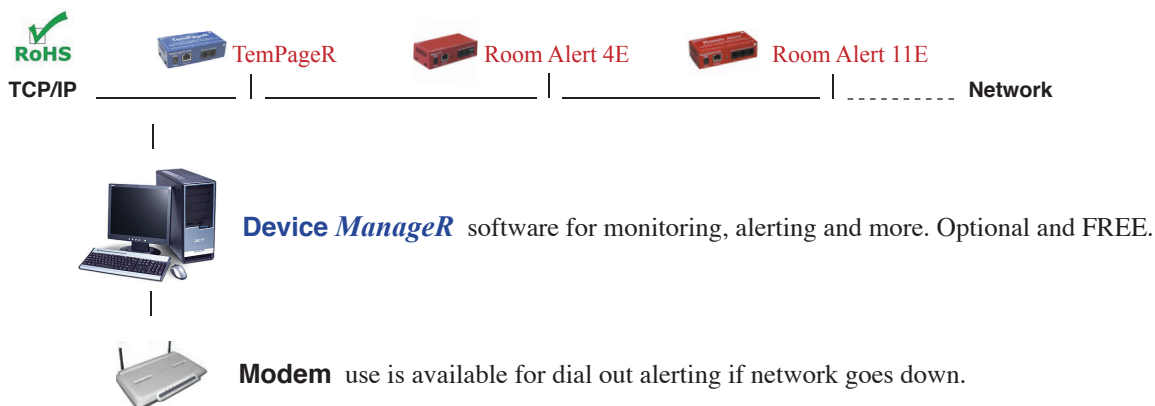 RoHS
TemPageR
Room Alert 4E
Room Alert 11E
TCP/IP
Network
Device ManageR software for monitoring, alerting and more. Optional and FREE.
Modem use is available for dial out alerting if network goes down.